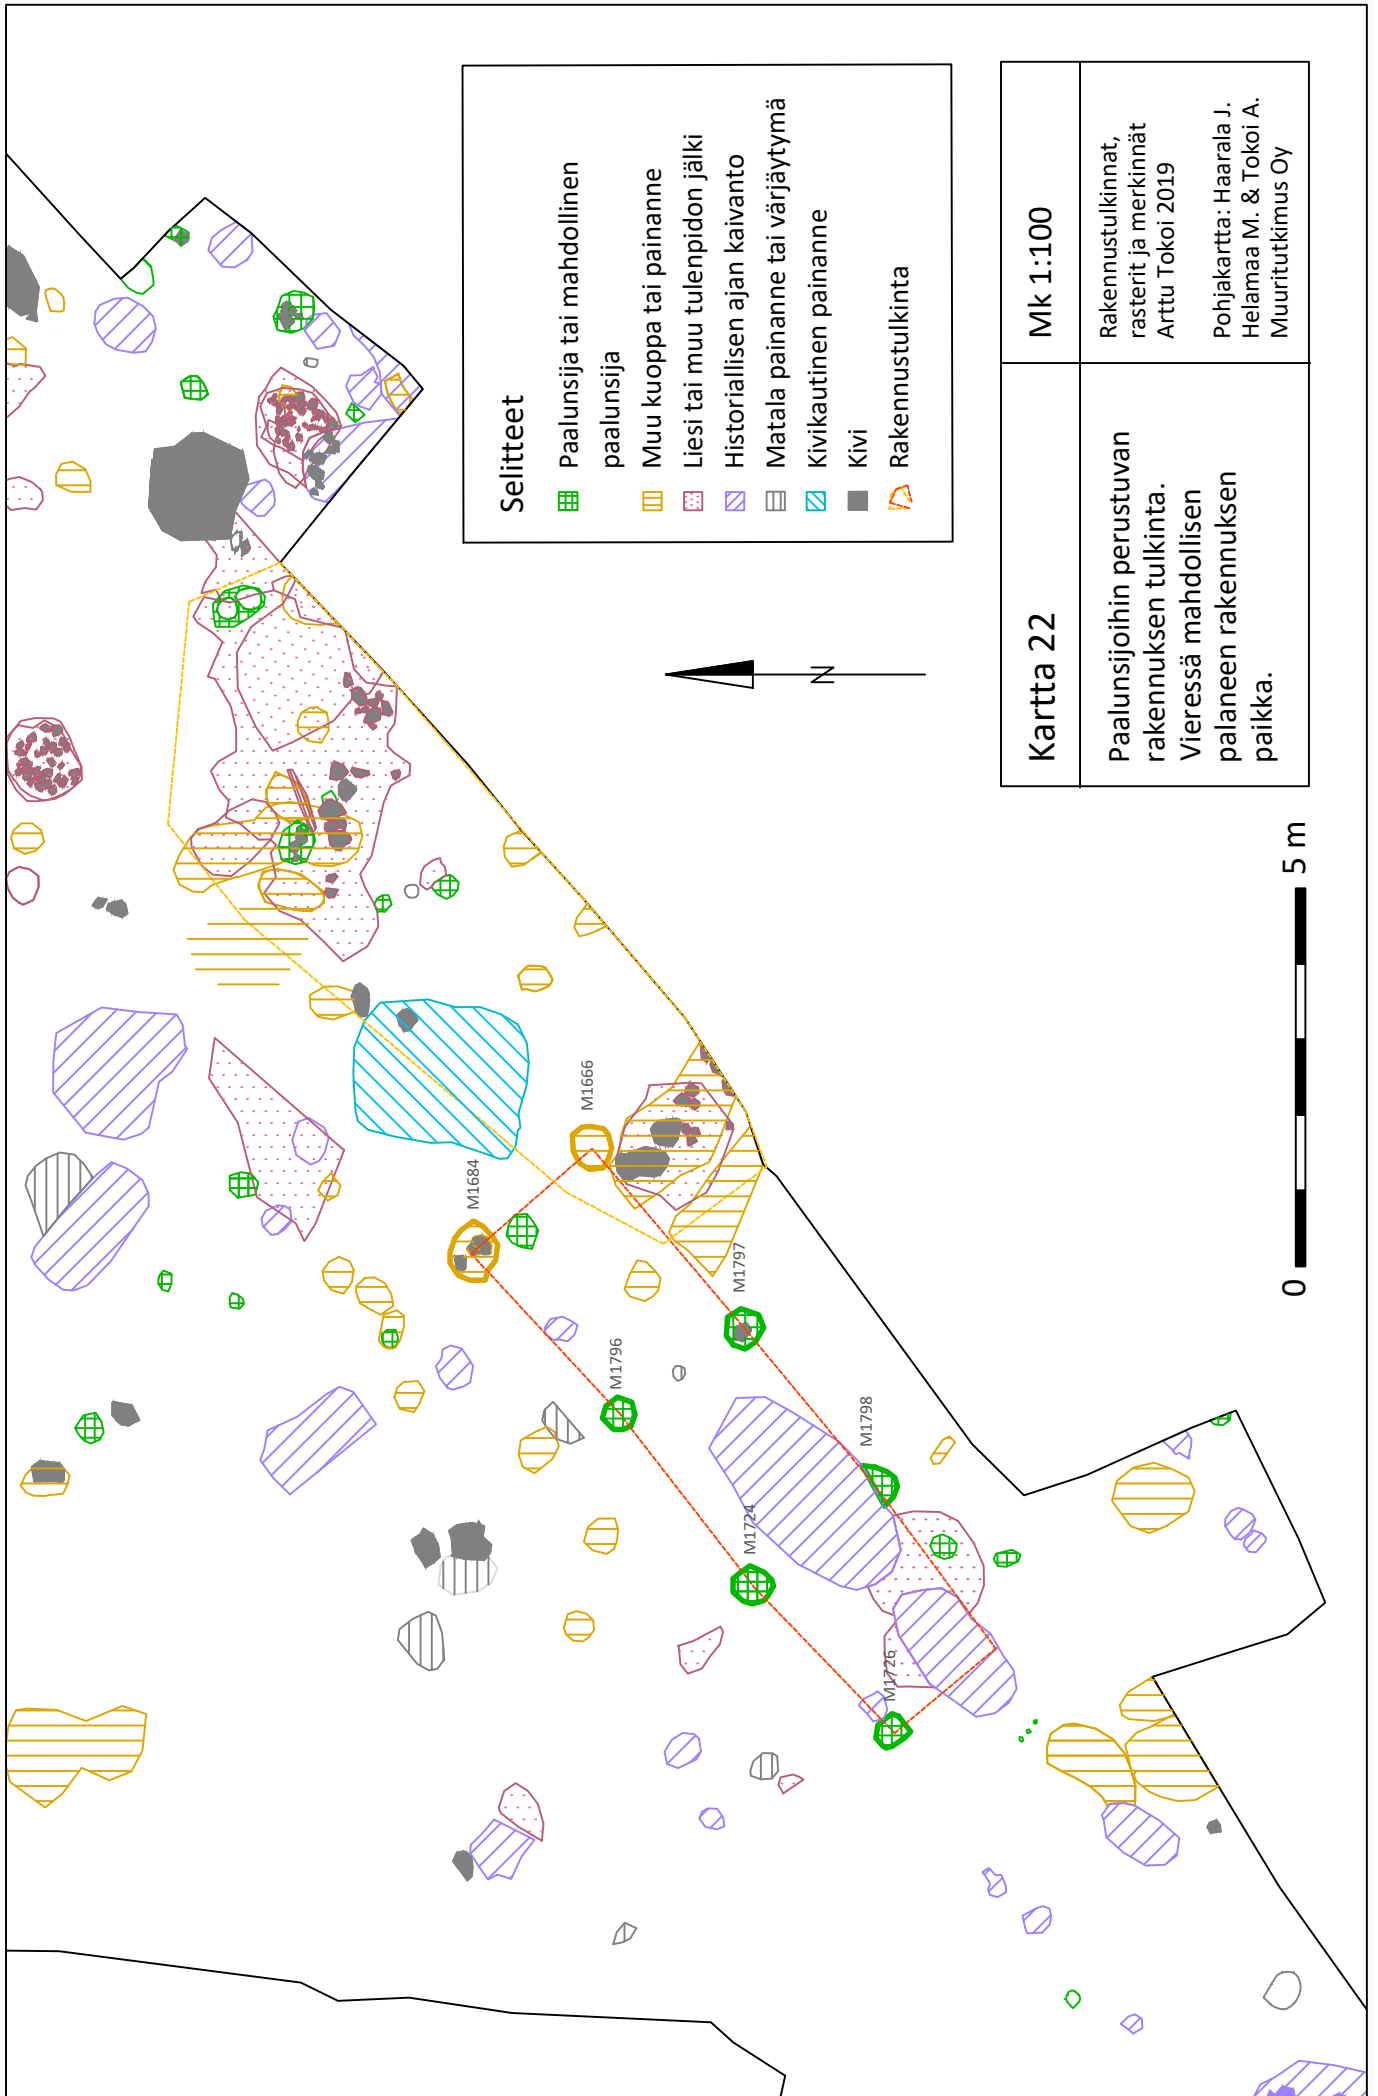 Selitteet
Paalunsija tai mahdollinen
paalunsija
Muu kuoppa tai painanne
Liesi tai muu tulenpidon jälki
Historiallisen ajan kaivanto
Matala painanne tai värjäytymä
Kivikautinen painanne
Kivi
Rakennustulkinta
M1684
M1666
M1796
M1797
M1724
M1798
M1726
N
0
5 m
Kartta 22
Mk 1:100
Paalunsijoihin perustuvan
rakennuksen tulkinta.
Vieressä mahdollisen
palaneen rakennuksen
paikka.
Rakennustulkinnat,
rasterit ja merkinnät
Arttu Tokoi 2019
Pohjakartta: Haarala J.
Helamaa M. & Tokoi A.
Muuritutkimus Oy